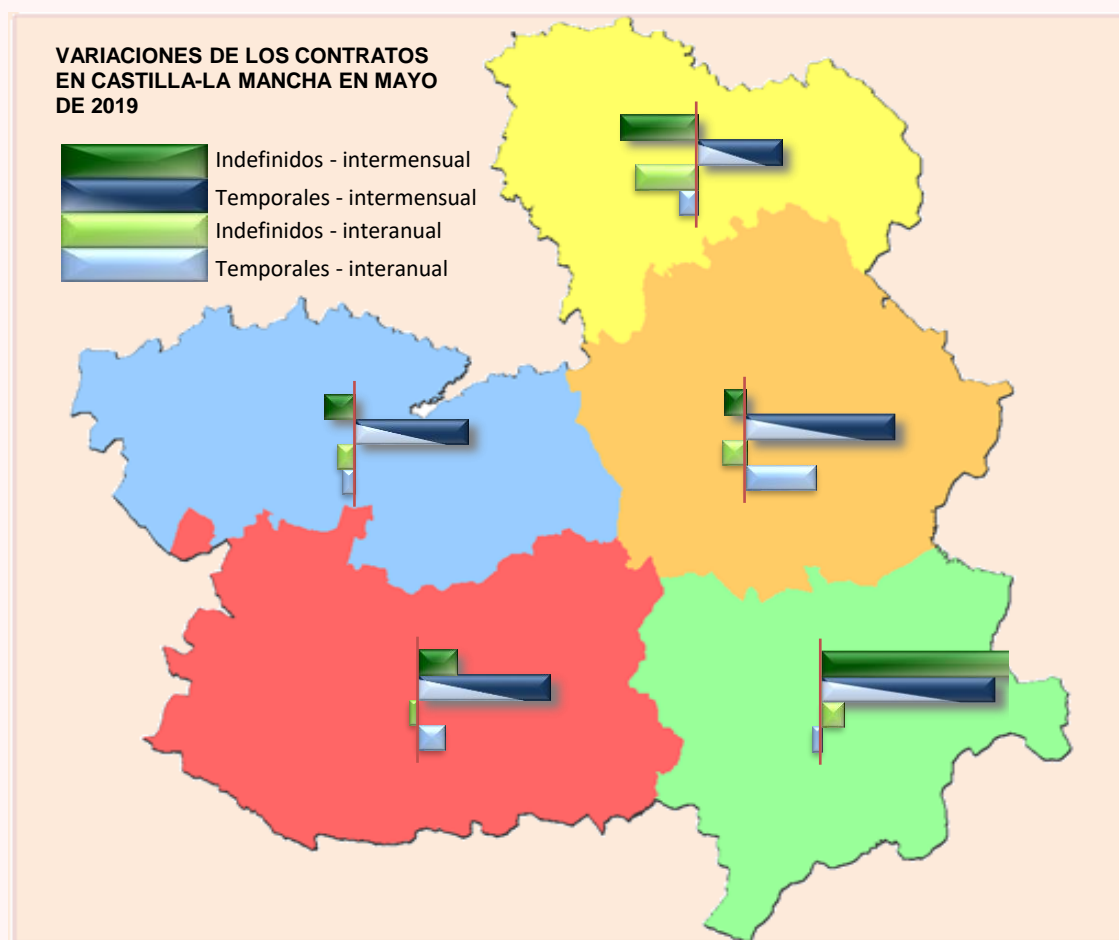 VARIACIONES DE LOS CONTRATOS
EN CASTILLA-LA MANCHA EN MAYO
DE 2019
Indefinidos - intermensual
Temporales - intermensual
Indefinidos - interanual
Temporales - interanual